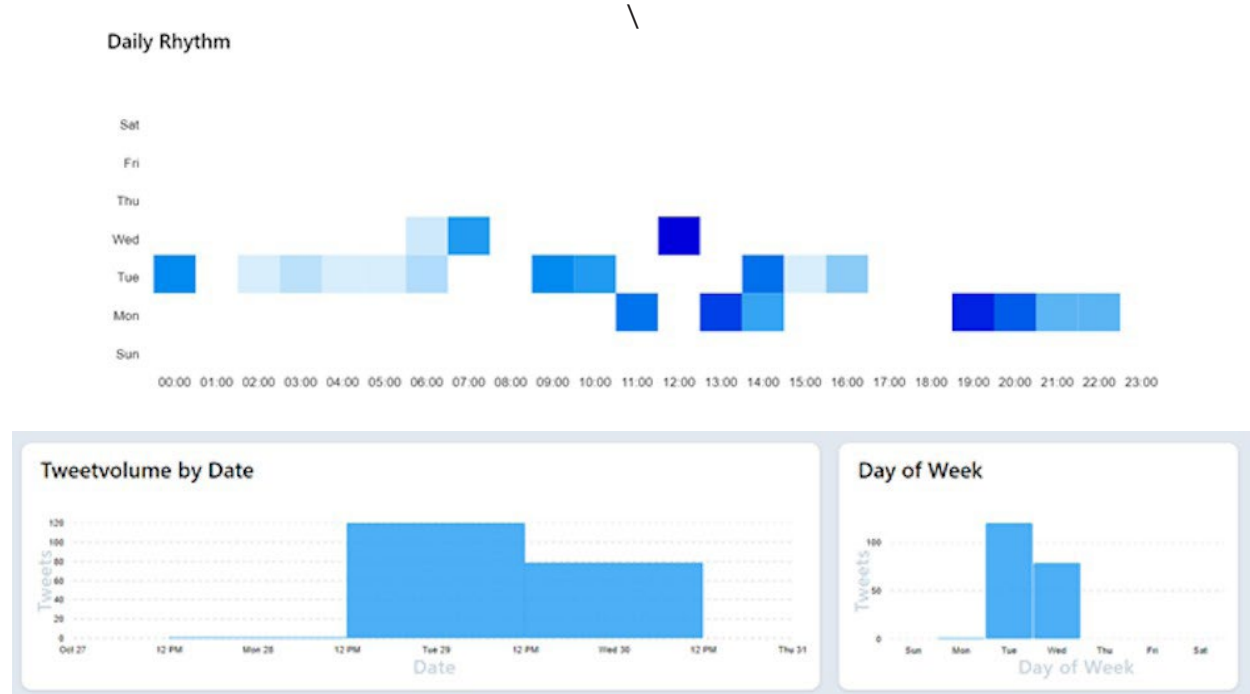 \
Daily Rhythm
Sat
Fri
Thu
Wed
Tue
Mon
Sun
00:00 01:00 02:00 03:00 04:00 05:00 06:00 07:00 08:00 09:00 10:00 11:00 12:00 13:00 14:00 15:00 16:00 17:00 18:00 19:00 20:00 21:00 22:00 23:00
Tweetvolume by Date
Tweets
120
100
80
60
40
20
0
Oct 27 12 PM Mon 28 12 PM Tue 29 12 PM Wed 30 12 PM Thu 31
Date
Day of Week
Tweets
100
50
0
Sun Mon Tue Wed Thu Fri Sat
Day of Week